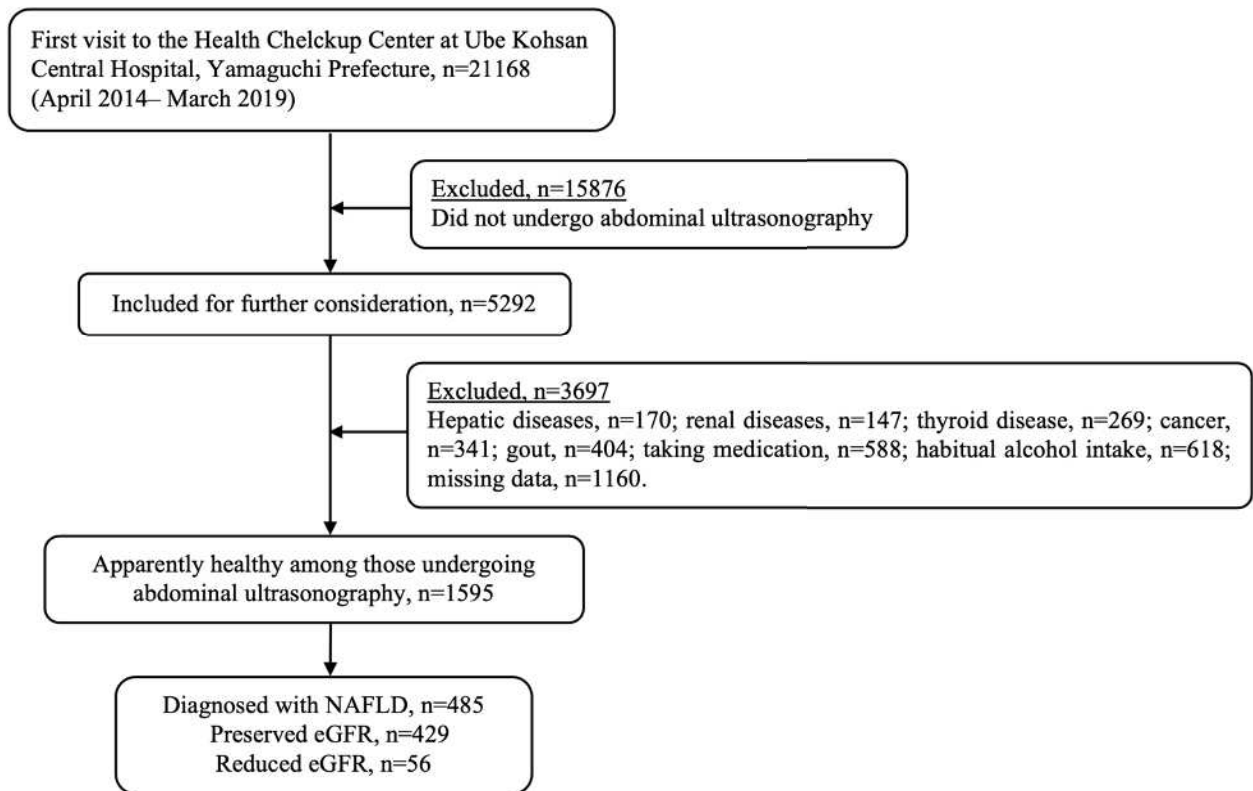 First visit to the Health Chelckup Center at Ube Kohsan
Central Hospital, Yamaguchi Prefecture, n=21168
(April 2014– March 2019)
Excluded, n=15876
Did not undergo abdominal ultrasonography
Included for further consideration, n=5292
Excluded, n=3697
Hepatic diseases, n=170; renal diseases, n=147; thyroid disease, n=269; cancer,
n=341; gout, n=404; taking medication, n=588; habitual alcohol intake, n=618;
missing data, n=1160.
Apparently healthy among those undergoing
abdominal ultrasonography, n=1595
Diagnosed with NAFLD, n=485
Preserved eGFR, n=429
Reduced eGFR, n=56